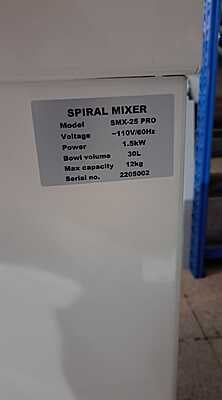 SPIRAL MIXER
Model SMX-25 PRO
Voltage ~110V/60Hz
Power 1.5kW
Bowl volume 30L
Max capacity 12kg
Serial no. 2205002